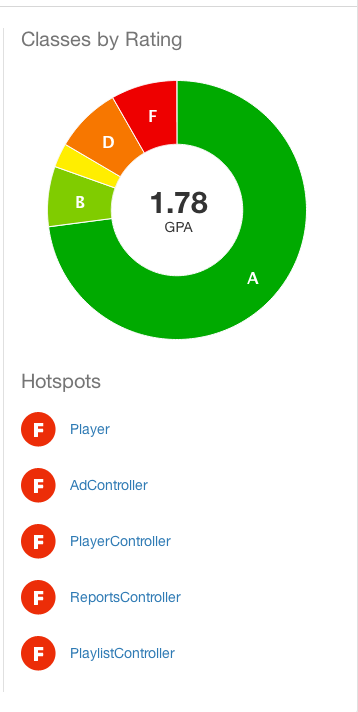 Classes by Rating
F
D
B
1.78
GPA
A
Hotspots
F Player
F AdController
F PlayerController
F ReportsController
F PlaylistController